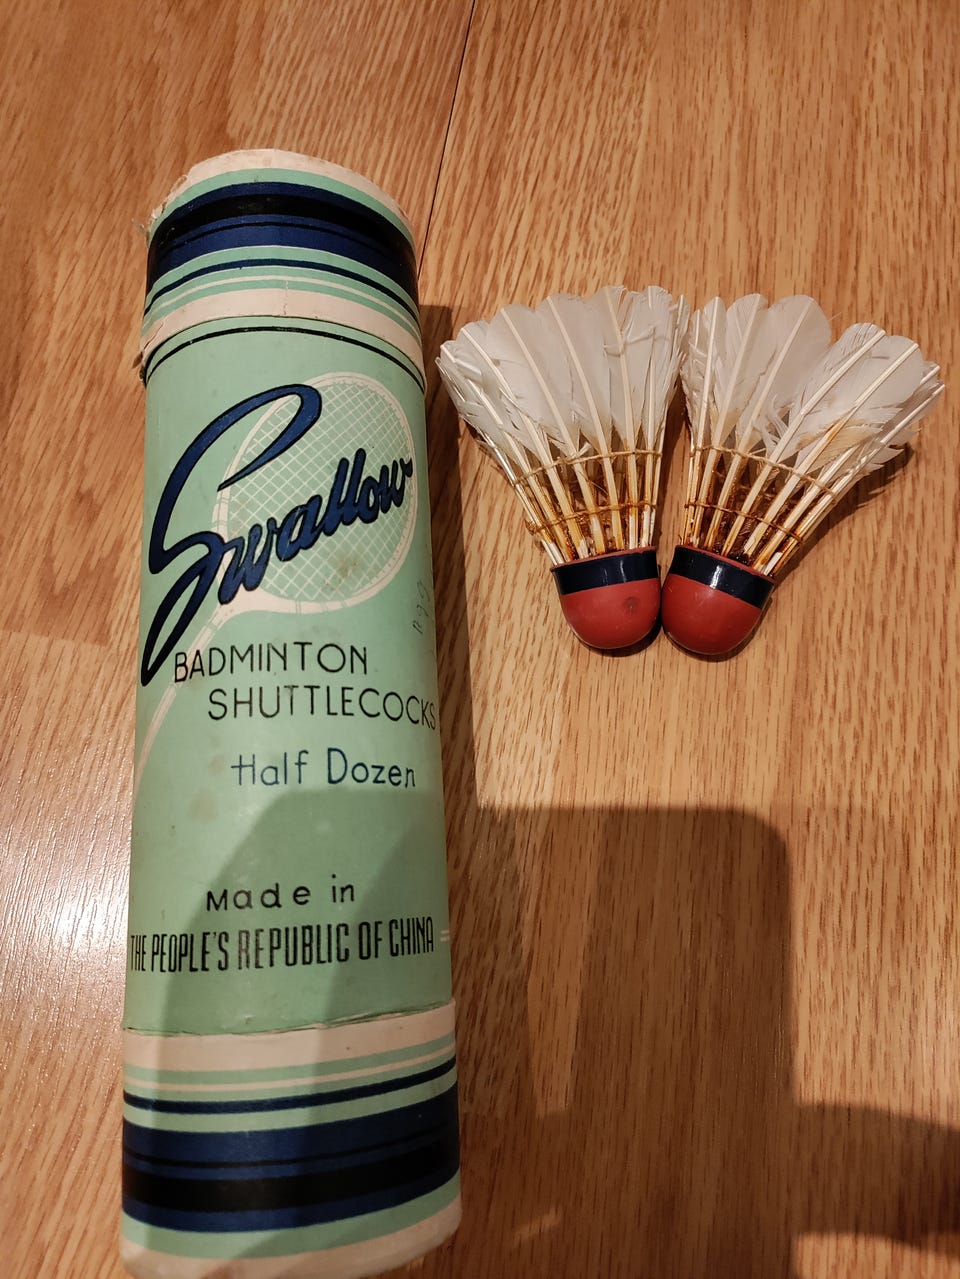 Swallow
BADMINTON
SHUTTLECOCKS
Half Dozen
Made in
THE PEOPLE'S REPUBLIC OF CHINA